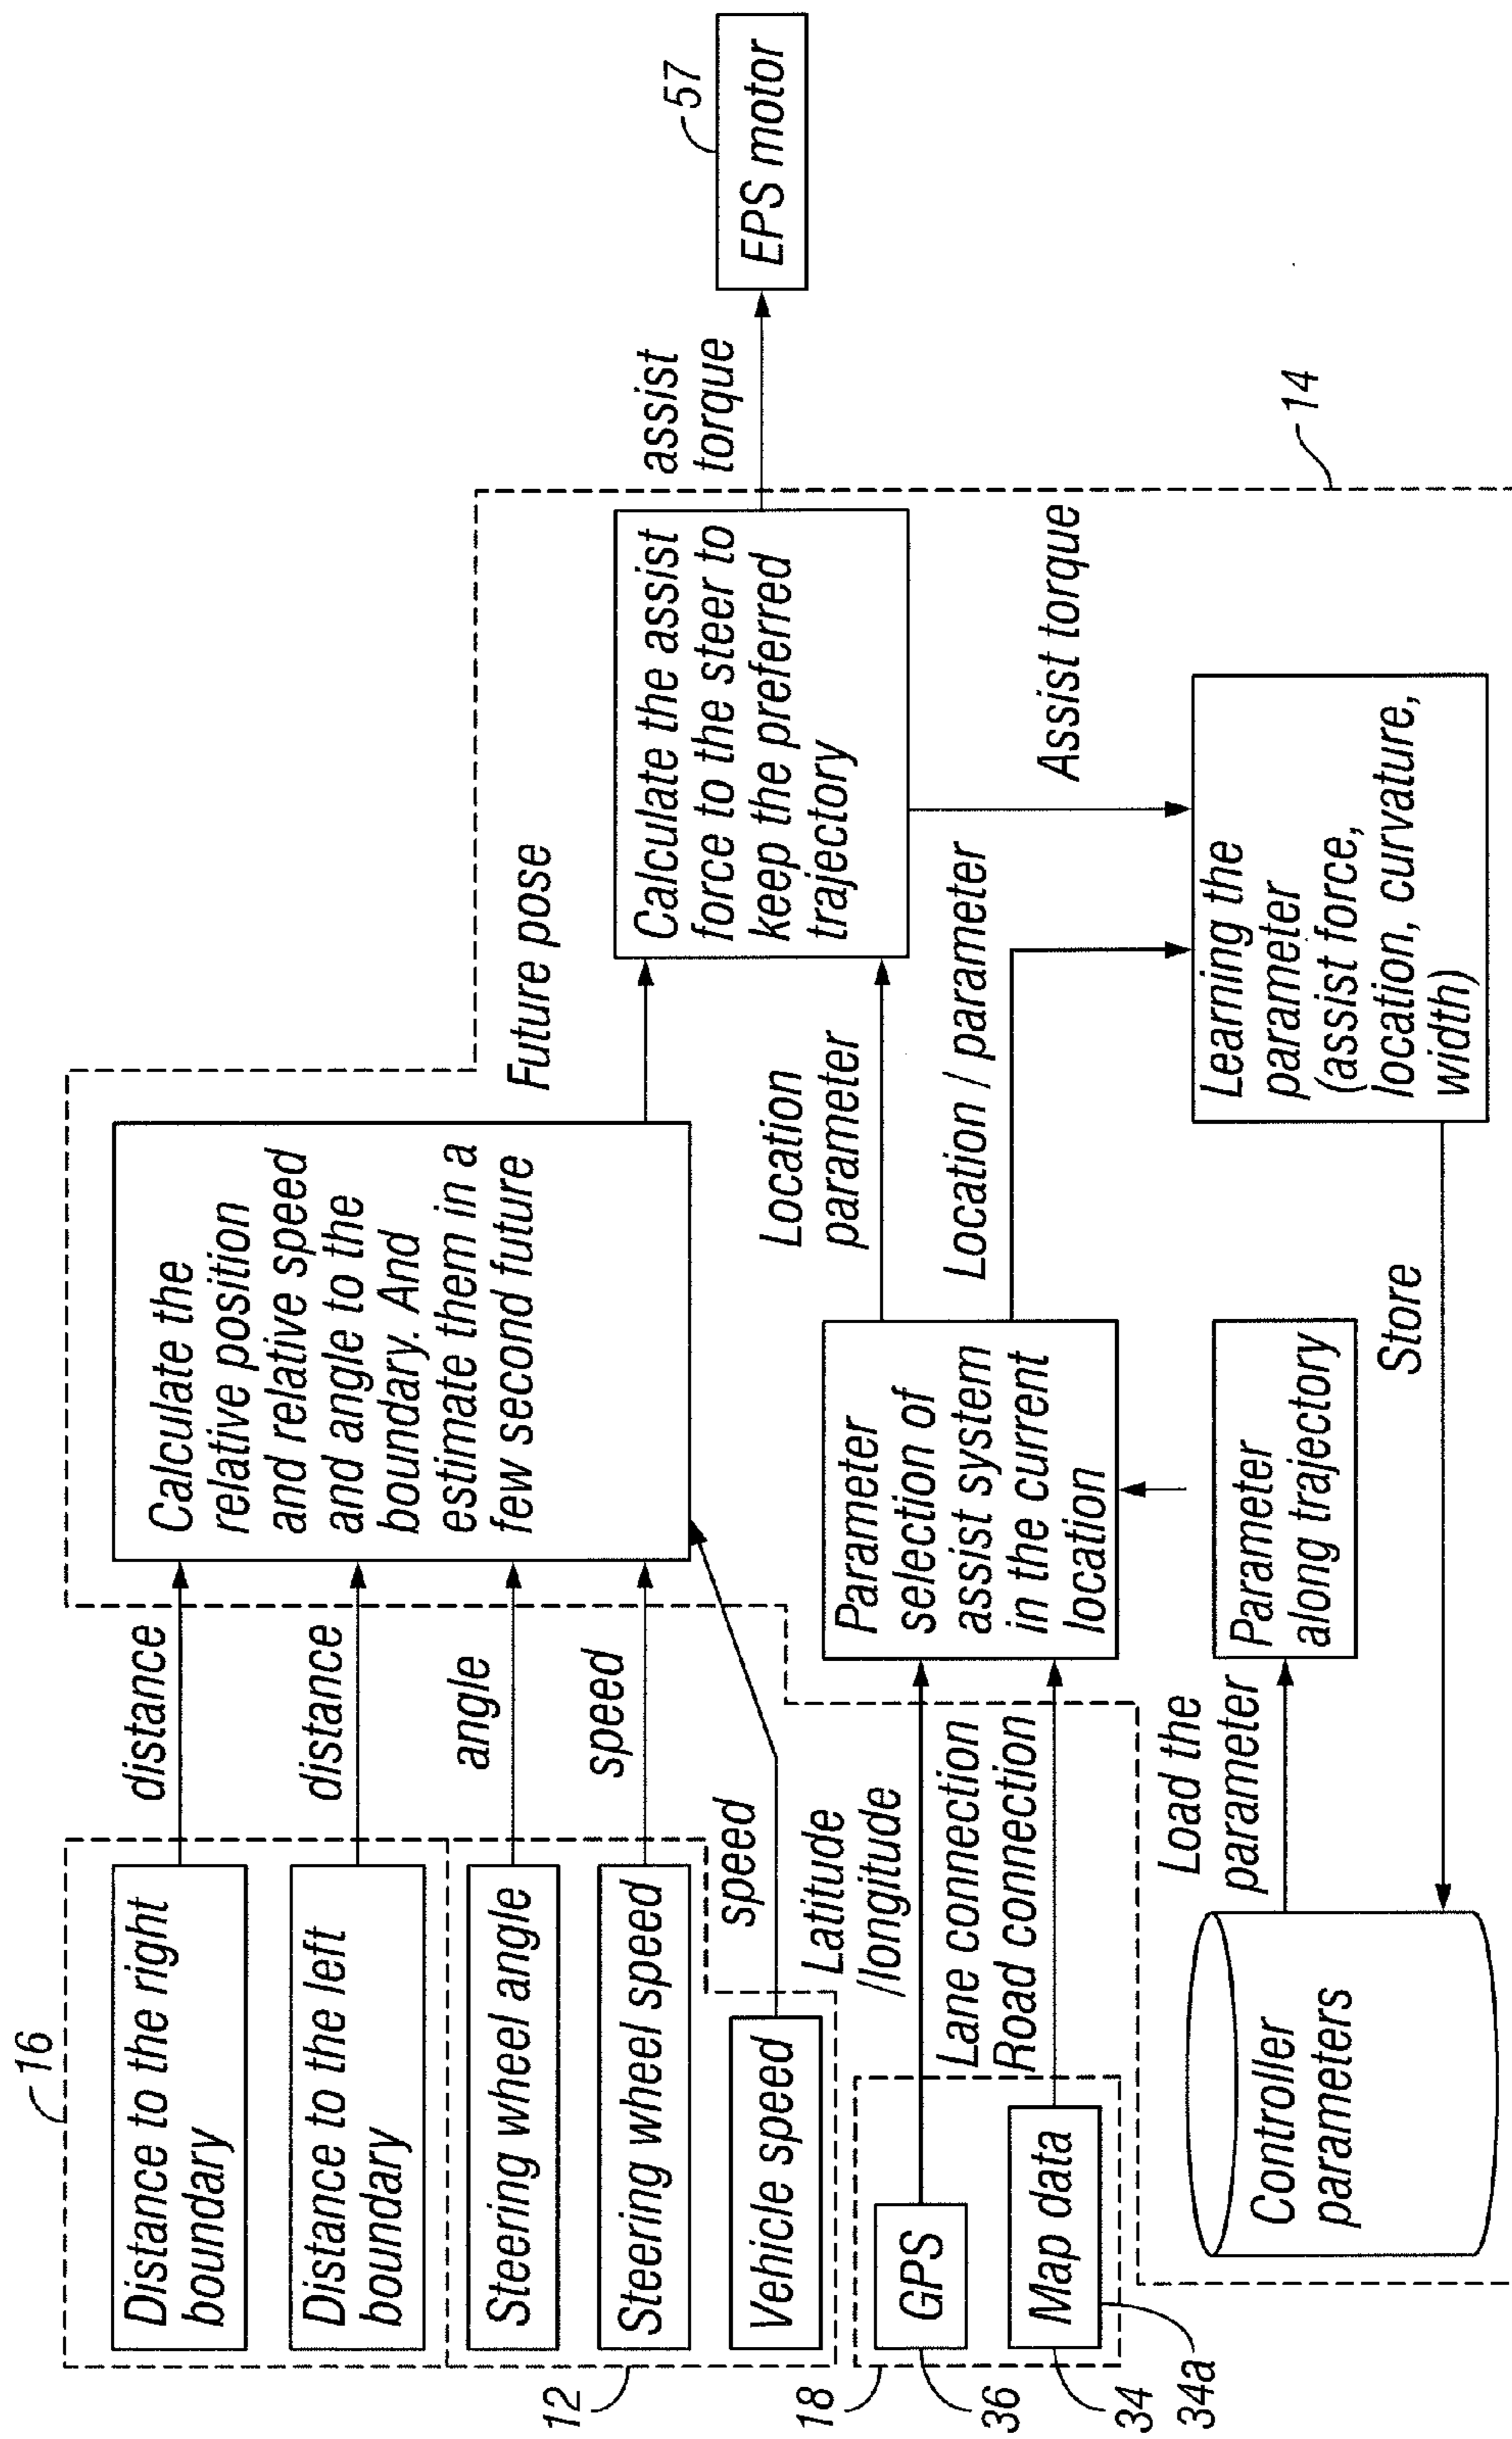 16
Distance to the right
boundary
distance
Distance to the left
boundary
distance
Steering wheel angle
angle
Steering wheel speed
speed
Vehicle speed
speed
12
Calculate the
relative position
and relative speed
and angle to the
boundary. And
estimate them in a
few second future
Future pose
Calculate the assist
force to the steer to
keep the preferred
trajectory
assist
torque
EPS motor
57
18
GPS
36
Latitude
/longitude
Map data
34
34a
Lane connection
Road connection
Parameter
selection of
assist system
in the current
location
Location
parameter
Location / parameter
Assist torque
14
Controller
parameters
Load the
parameter
Parameter
along trajectory
Learning the
parameter
(assist force,
location, curvature,
width)
Store